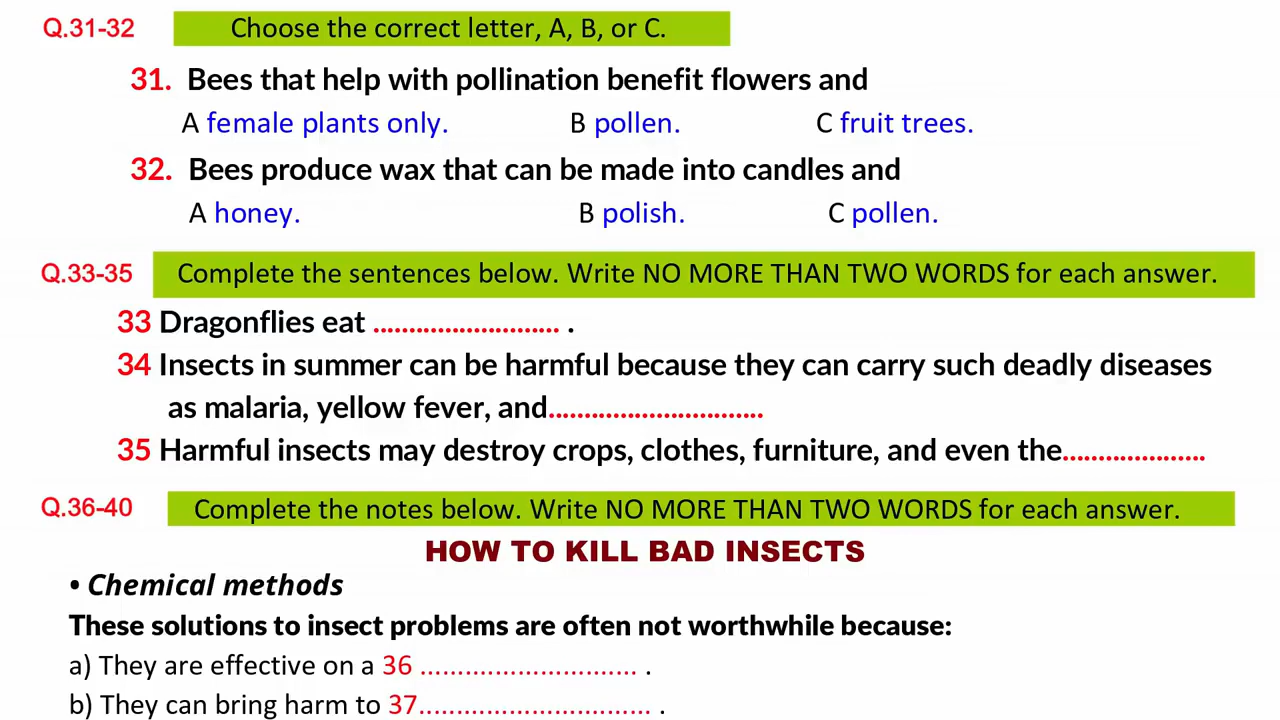 Q.31-32 Choose the correct letter, A, B, or C.
31. Bees that help with pollination benefit flowers and
A female plants only. B pollen. C fruit trees.
32. Bees produce wax that can be made into candles and
A honey. B polish. C pollen.
Q.33-35 Complete the sentences below. Write NO MORE THAN TWO WORDS for each answer.
33 Dragonflies eat .......................... .
34 Insects in summer can be harmful because they can carry such deadly diseases
as malaria, yellow fever, and..............................
35 Harmful insects may destroy crops, clothes, furniture, and even the....................
Q.36-40 Complete the notes below. Write NO MORE THAN TWO WORDS for each answer.
HOW TO KILL BAD INSECTS
• Chemical methods
These solutions to insect problems are often not worthwhile because:
a) They are effective on a 36 ............................ .
b) They can bring harm to 37.............................. .